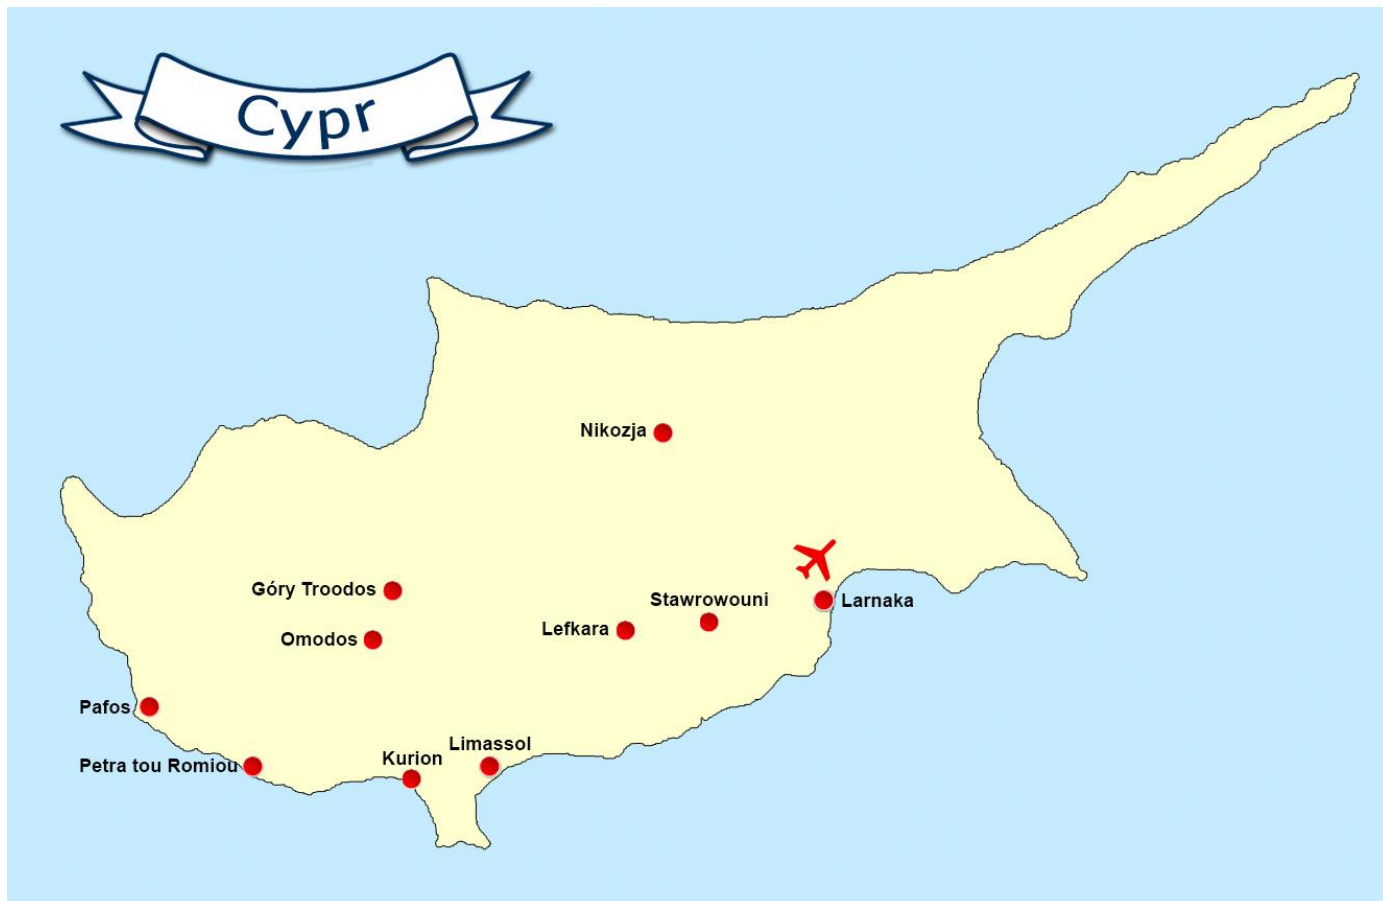 Cypr
Nikozja
Góry Troodos
Stawrowouni
Larnaka
Lefkara
Omodos
Pafos
Limassol
Kurion
Petra tou Romiou